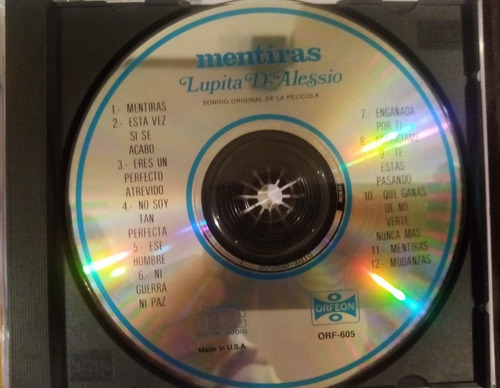 mentiras
Lupita D'Alessio
SONIDO ORIGINAL DE LA PELICULA
1.- MENTIRAS
2.- ESTA VEZ
SI SE
ACABO
3.- ERES UN
PERFECTO
ATREVIDO
4.- NO SOY
TAN
PERFECTA
5.- ESE
HOMBRE
6.- NI
GUERRA
NI PAZ
7.- ENGANADA
POR TI
8.-
9.- TE
ESTAS
PASANDO
10.- QUE GANAS
DE NO
VERTE
NUNCA MAS
11.- MENTIRAS
12.- MUDANZAS
Made in U.S.A
ORFEON
ORF-605